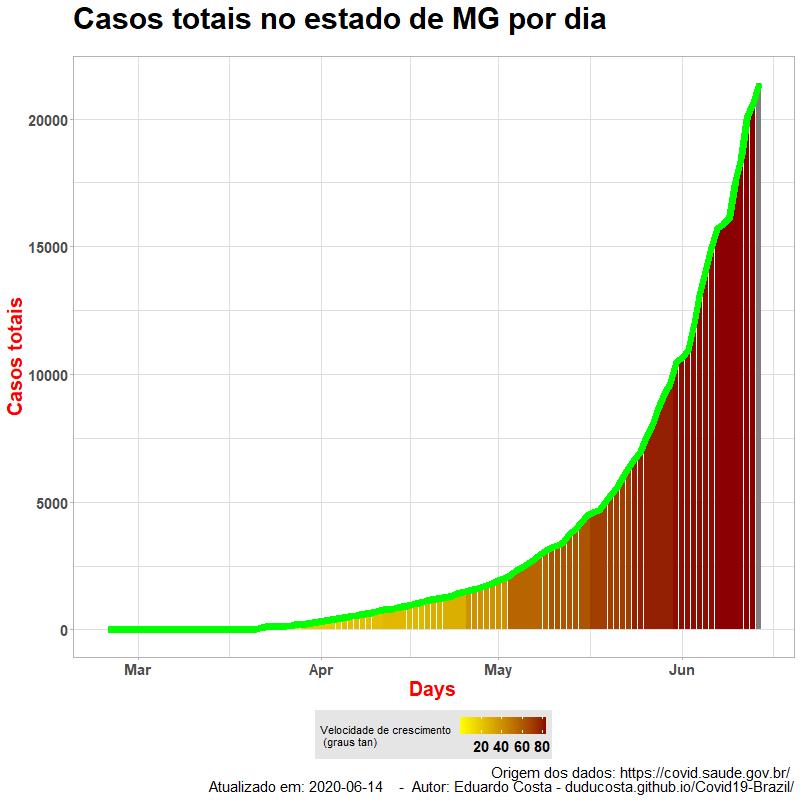 Casos totais no estado de MG por dia
20000
15000
10000
5000
0
Casos totais
Mar Apr May Jun
Days
Velocidade de crescimento
(graus tan)
20 40 60 80
Origem dos dados: https://covid.saude.gov.br/
Atualizado em: 2020-06-14 - Autor: Eduardo Costa - duducosta.github.io/Covid19-Brazil/